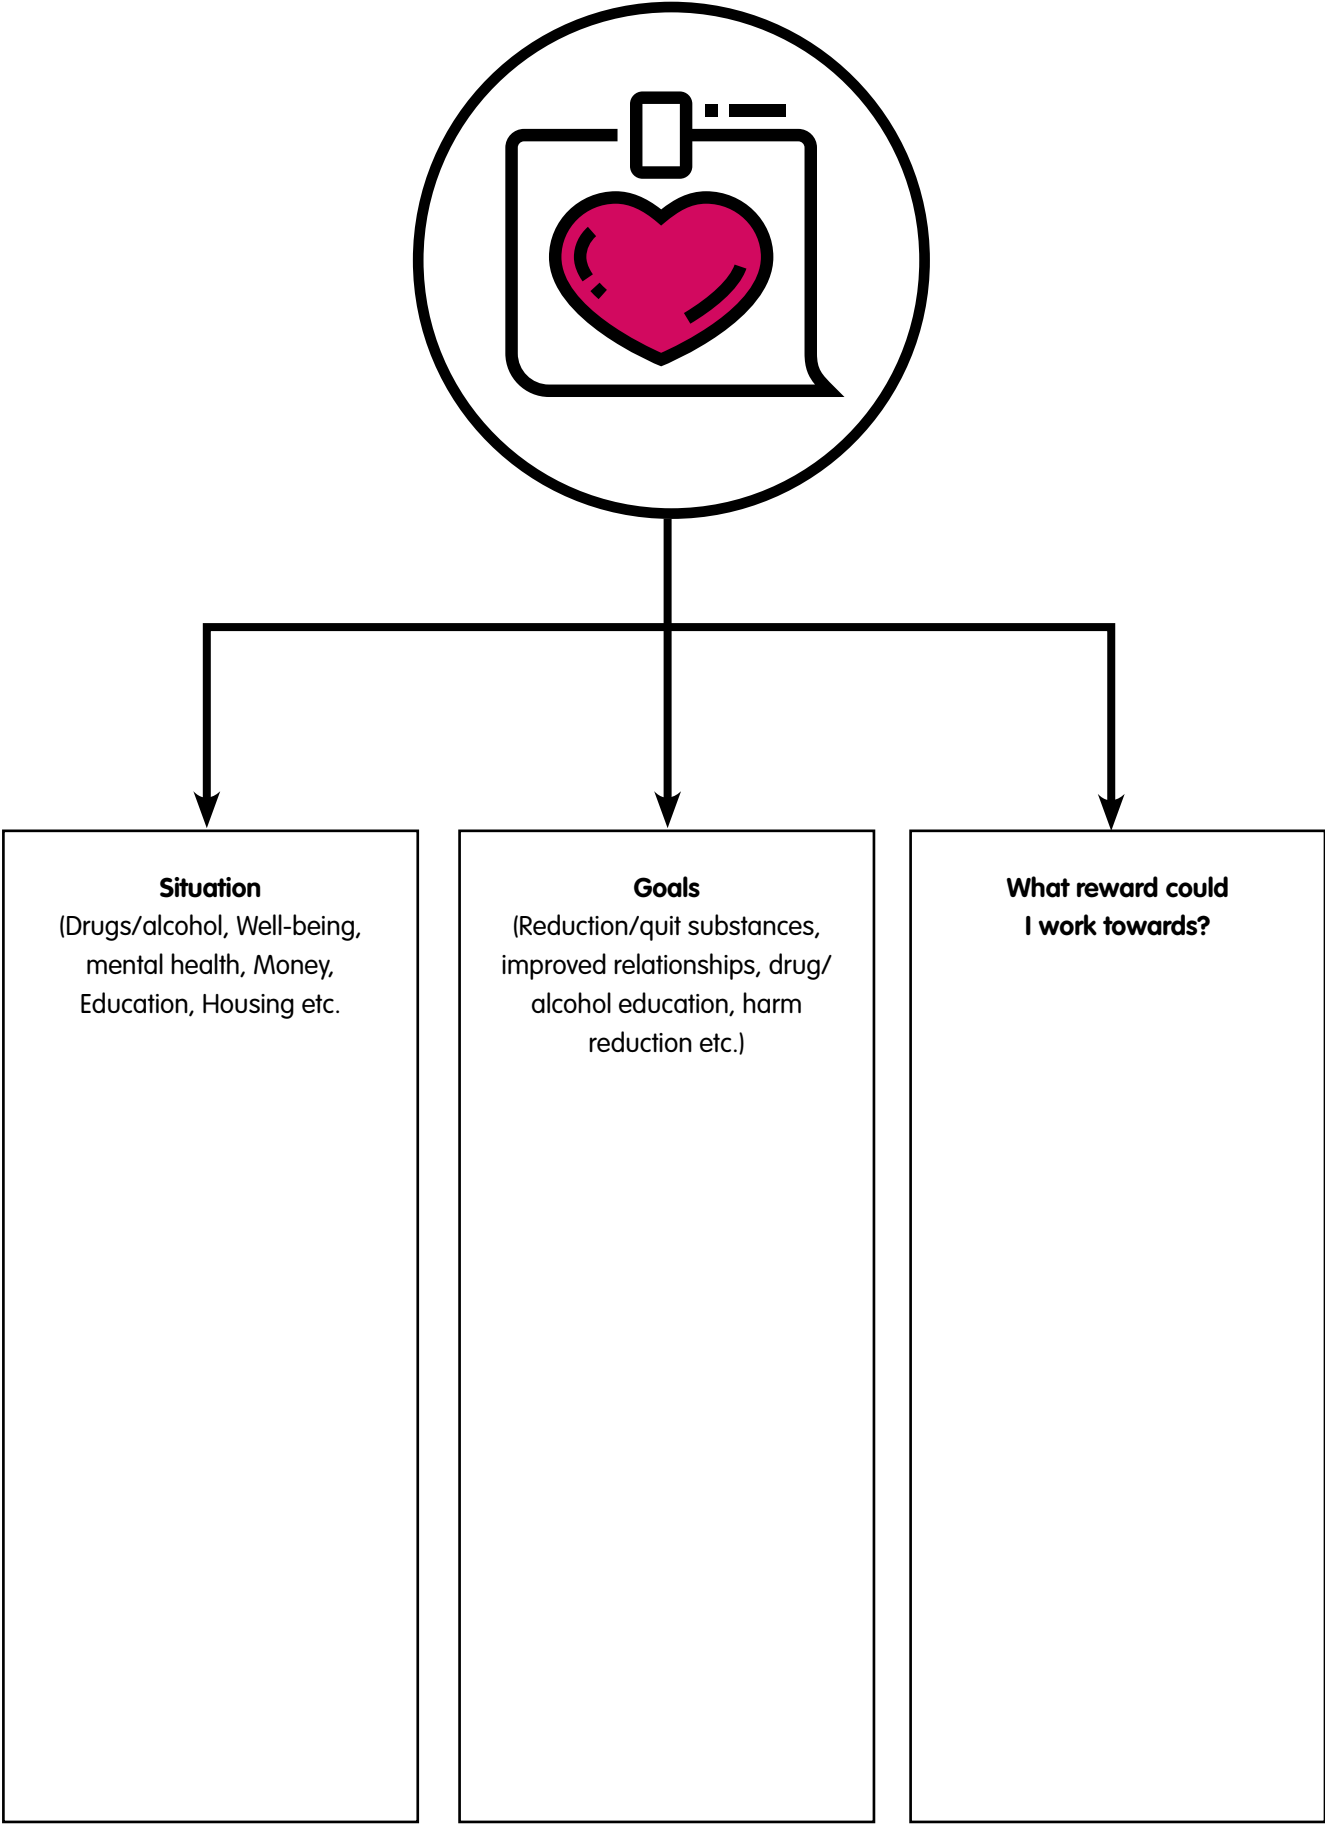 Situation
(Drugs/alcohol, Well-being,
mental health, Money,
Education, Housing etc.
Goals
(Reduction/quit substances,
improved relationships, drug/
alcohol education, harm
reduction etc.)
What reward could
I work towards?